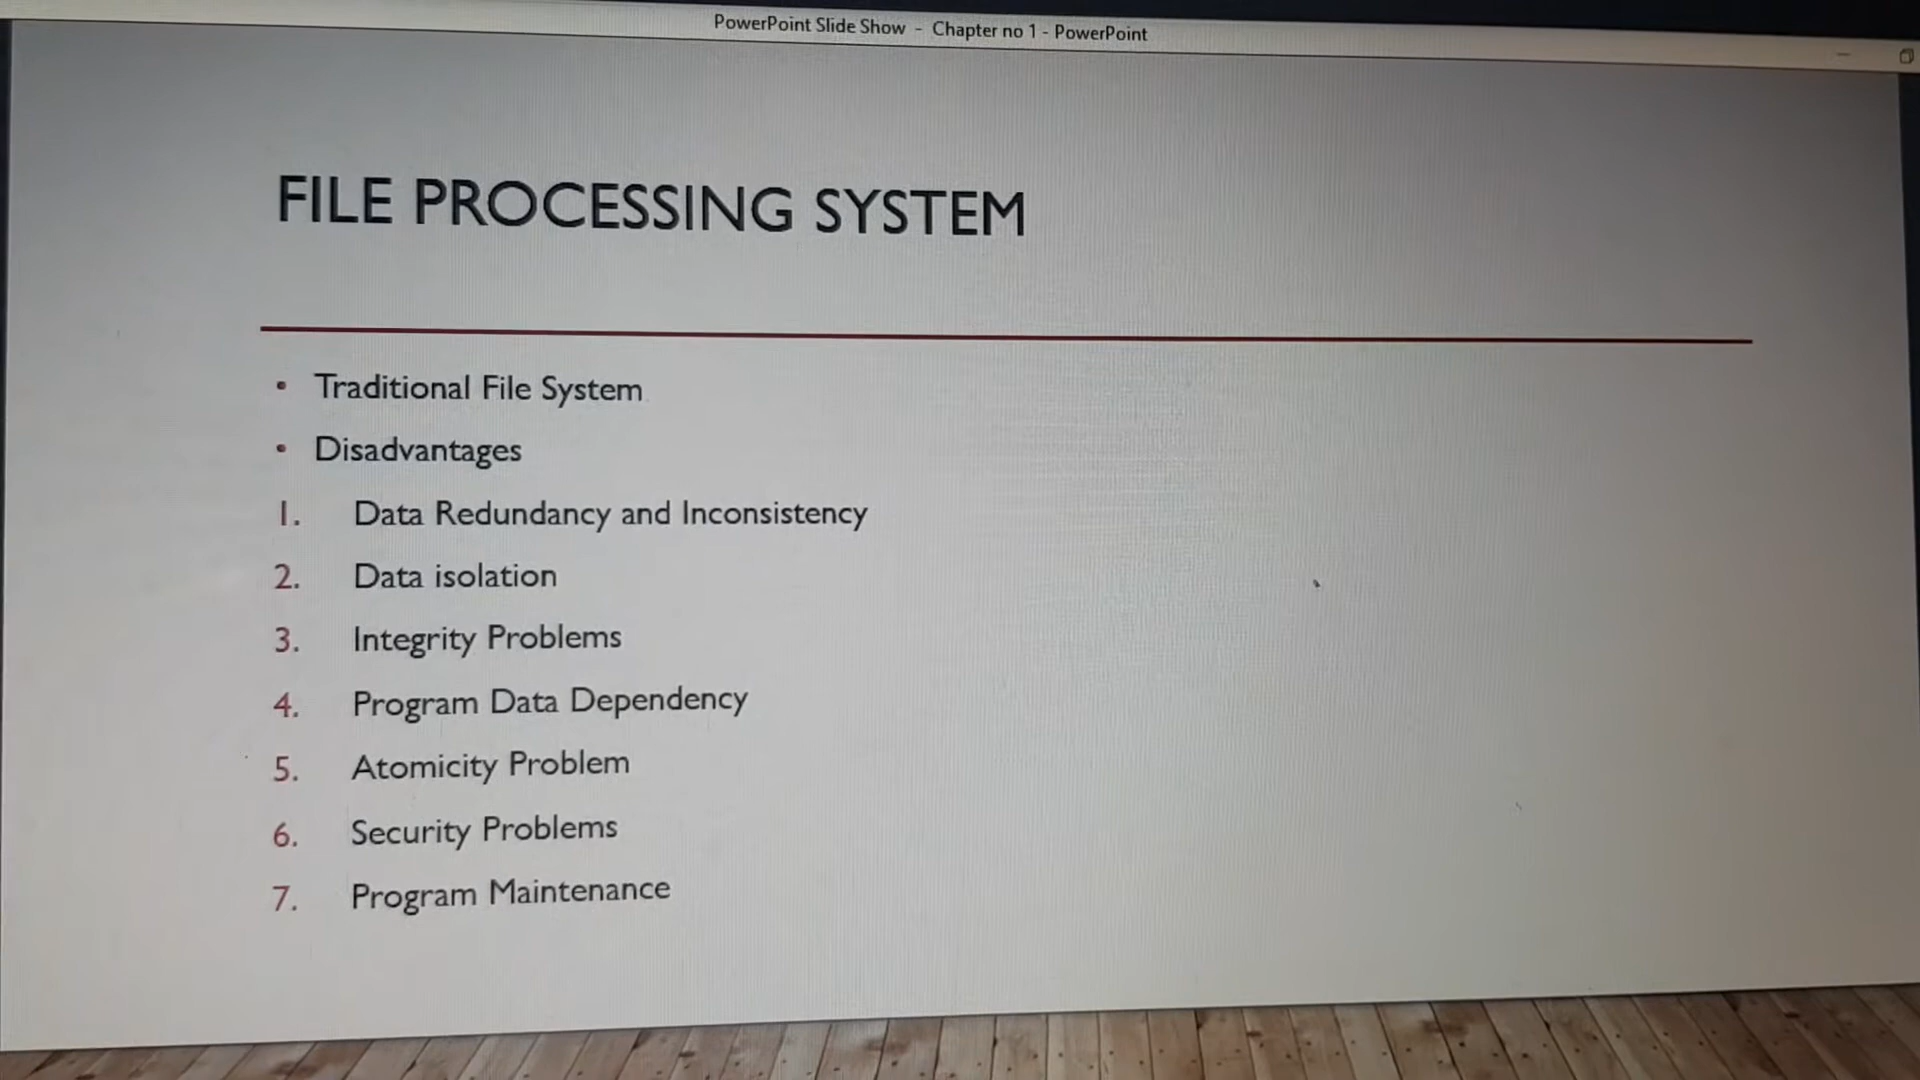 PowerPoint Slide Show - Chapter no 1 - PowerPoint
FILE PROCESSING SYSTEM
• Traditional File System
• Disadvantages
1. Data Redundancy and Inconsistency
2. Data isolation
3. Integrity Problems
4. Program Data Dependency
5. Atomicity Problem
6. Security Problems
7. Program Maintenance